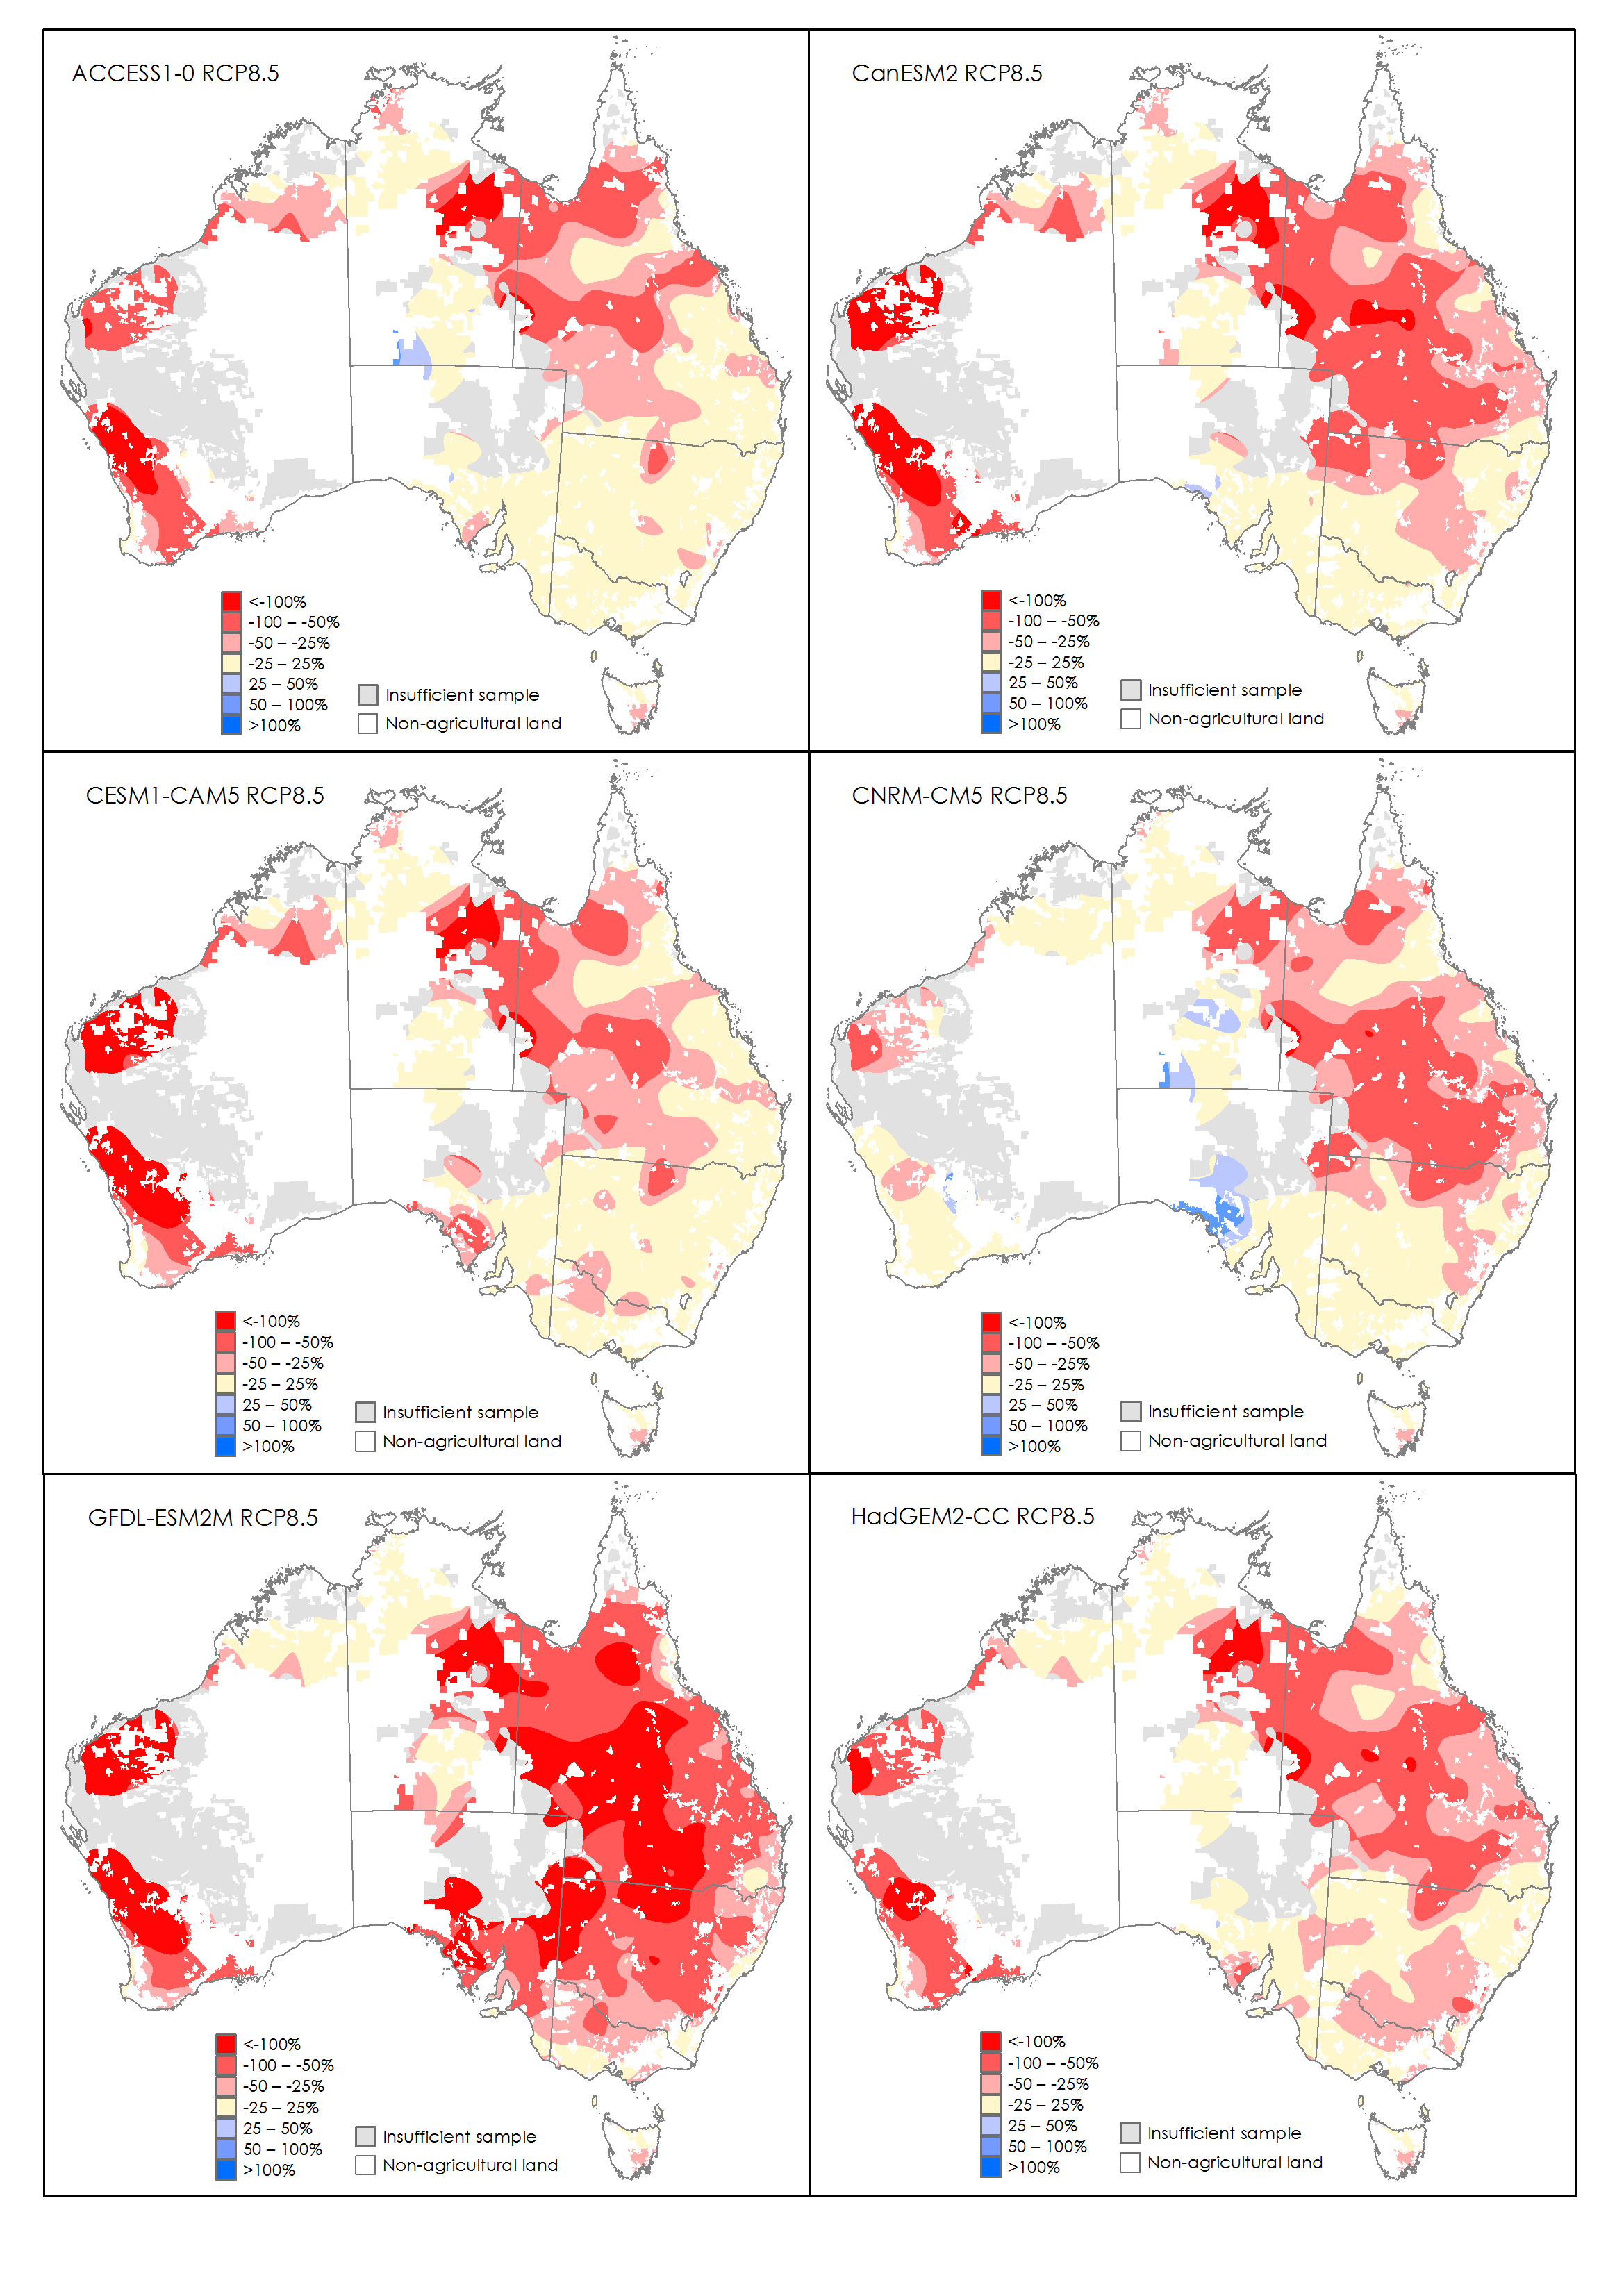 ACCESS1-0 RCP8.5
<-100%
-100 – -50%
-50 – -25%
-25 – 25%
25 – 50%
50 – 100%
>100%
Insufficient sample
Non-agricultural land
CanESM2 RCP8.5
<-100%
-100 – -50%
-50 – -25%
-25 – 25%
25 – 50%
50 – 100%
>100%
Insufficient sample
Non-agricultural land
CESM1-CAM5 RCP8.5
<-100%
-100 – -50%
-50 – -25%
-25 – 25%
25 – 50%
50 – 100%
>100%
Insufficient sample
Non-agricultural land
CNRM-CM5 RCP8.5
<-100%
-100 – -50%
-50 – -25%
-25 – 25%
25 – 50%
50 – 100%
>100%
Insufficient sample
Non-agricultural land
GFDL-ESM2M RCP8.5
<-100%
-100 – -50%
-50 – -25%
-25 – 25%
25 – 50%
50 – 100%
>100%
Insufficient sample
Non-agricultural land
HadGEM2-CC RCP8.5
<-100%
-100 – -50%
-50 – -25%
-25 – 25%
25 – 50%
50 – 100%
>100%
Insufficient sample
Non-agricultural land